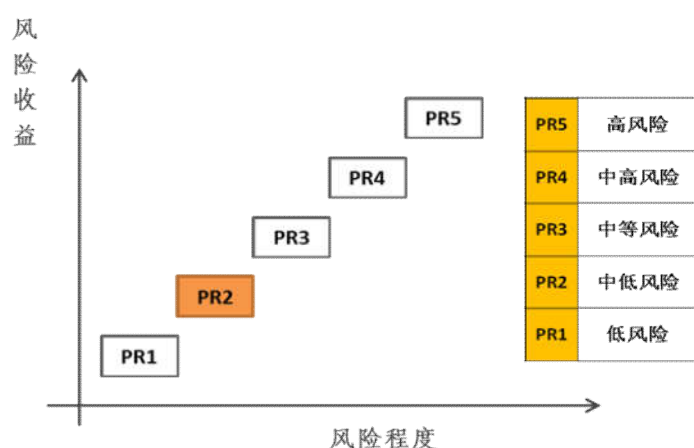 风
险
收
益
PR5
PR4
PR3
PR2
PR1
风险程度
PR5 高风险
PR4 中高风险
PR3 中等风险
PR2 中低风险
PR1 低风险